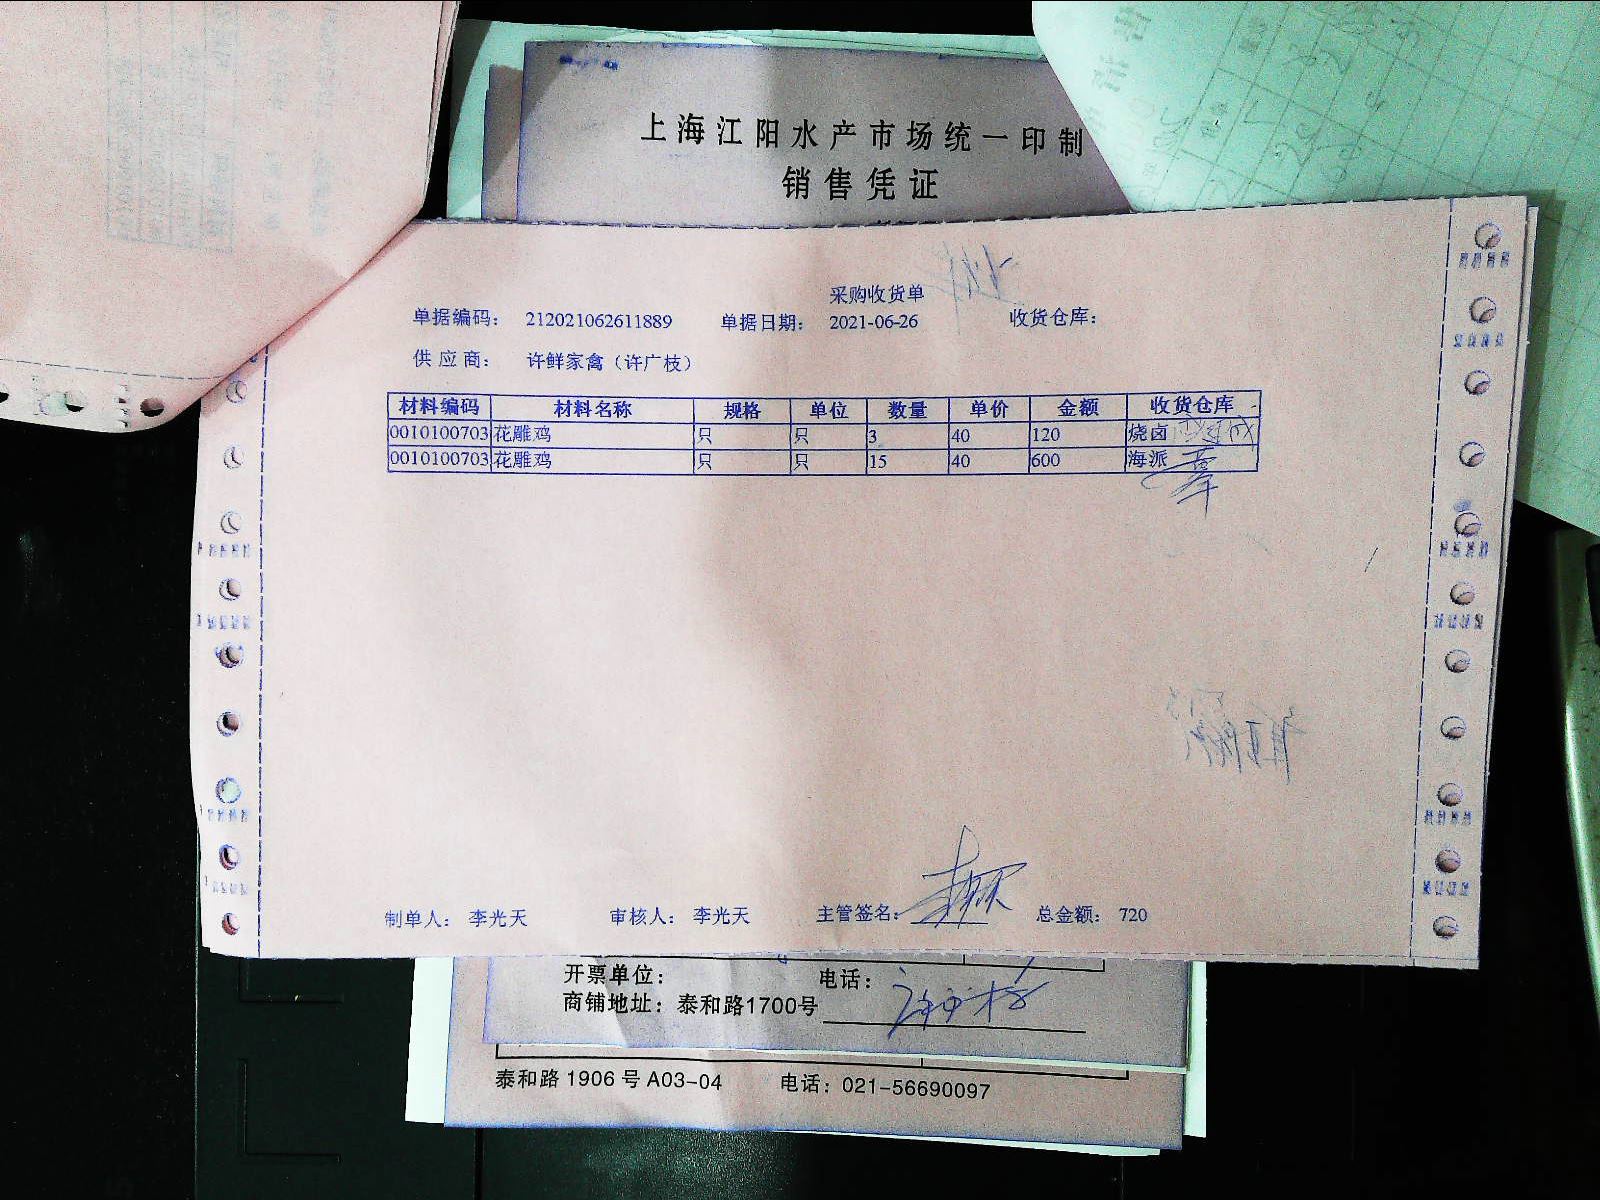 上海江阳水产市场统一印制
销售凭证
采购收货单
单据编码： 212021062611889 单据日期： 2021-06-26 收货仓库：
供应商： 许鲜家禽（许广枝）
材料编码 材料名称 规格 单位 数量 单价 金额 收货仓库
0010100703 花雕鸡 只 只 3 40 120 烧卤
0010100703 花雕鸡 只 只 15 40 600 海派
制单人： 李光天 审核人： 李光天 主管签名： 总金额： 720
开票单位： 电话：
商铺地址：泰和路1700号
泰和路 1906 号 A03-04 电话：021-56690097